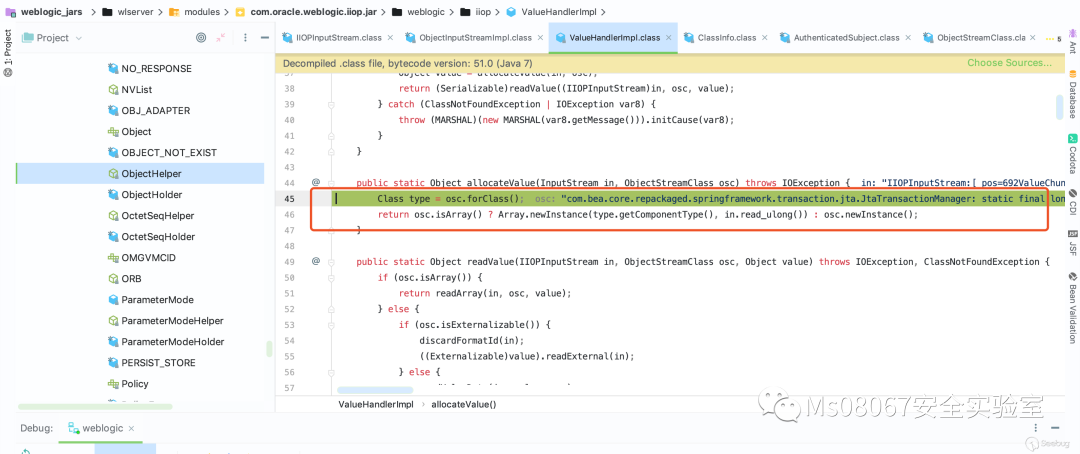 weblogic_jars › wlserver › modules › com.oracle.weblogic.iiop.jar › weblogic › iiop › ValueHandlerImpl
1: Project
Project
IIOPInputStream.class
ObjectInputStreamImpl.class
ValueHandlerImpl.class
ClassInfo.class
AuthenticatedSubject.class
ObjectStreamClass.cla
5
Decompiled .class file, bytecode version: 51.0 (Java 7)
Choose Sources...
NO_RESPONSE
NVList
OBJ_ADAPTER
Object
OBJECT_NOT_EXIST
ObjectHelper
ObjectHolder
OctetSeqHelper
OctetSeqHolder
OMGVMCID
ORB
ParameterMode
ParameterModeHelper
ParameterModeHolder
PERSIST_STORE
Policy
37 Object value = allocateValue(in, osc);
38 return (Serializable)readValue((IIOPInputStream)in, osc, value);
39 } catch (ClassNotFoundException | IOException var8) {
40 throw (MARSHAL)(new MARSHAL(var8.getMessage())).initCause(var8);
41 }
42 }
43
44 @ public static Object allocateValue(InputStream in, ObjectStreamClass osc) throws IOException { in: "IIOPInputStream:[ pos=692ValueChun
45 Class type = osc.forClass(); osc: "com.bea.core.repackaged.springframework.transaction.jta.JtaTransactionManager: static final lon
46 return osc.isArray() ? Array.newInstance(type.getComponentType(), in.read_ulong()) : osc.newInstance();
47 }
48
49 @ public static Object readValue(IIOPInputStream in, ObjectStreamClass osc, Object value) throws IOException, ClassNotFoundException {
50 if (osc.isArray()) {
51 return readArray(in, osc, value);
52 } else {
53 if (osc.isExternalizable()) {
54 discardFormatId(in);
55 ((Externalizable)value).readExternal(in);
56 } else {
57
ValueHandlerImpl › allocateValue()
Ant
Database
Codota
CDI
JSF
Bean Validation
Debug:
weblogic
Ms08067安全实验室
Seebug